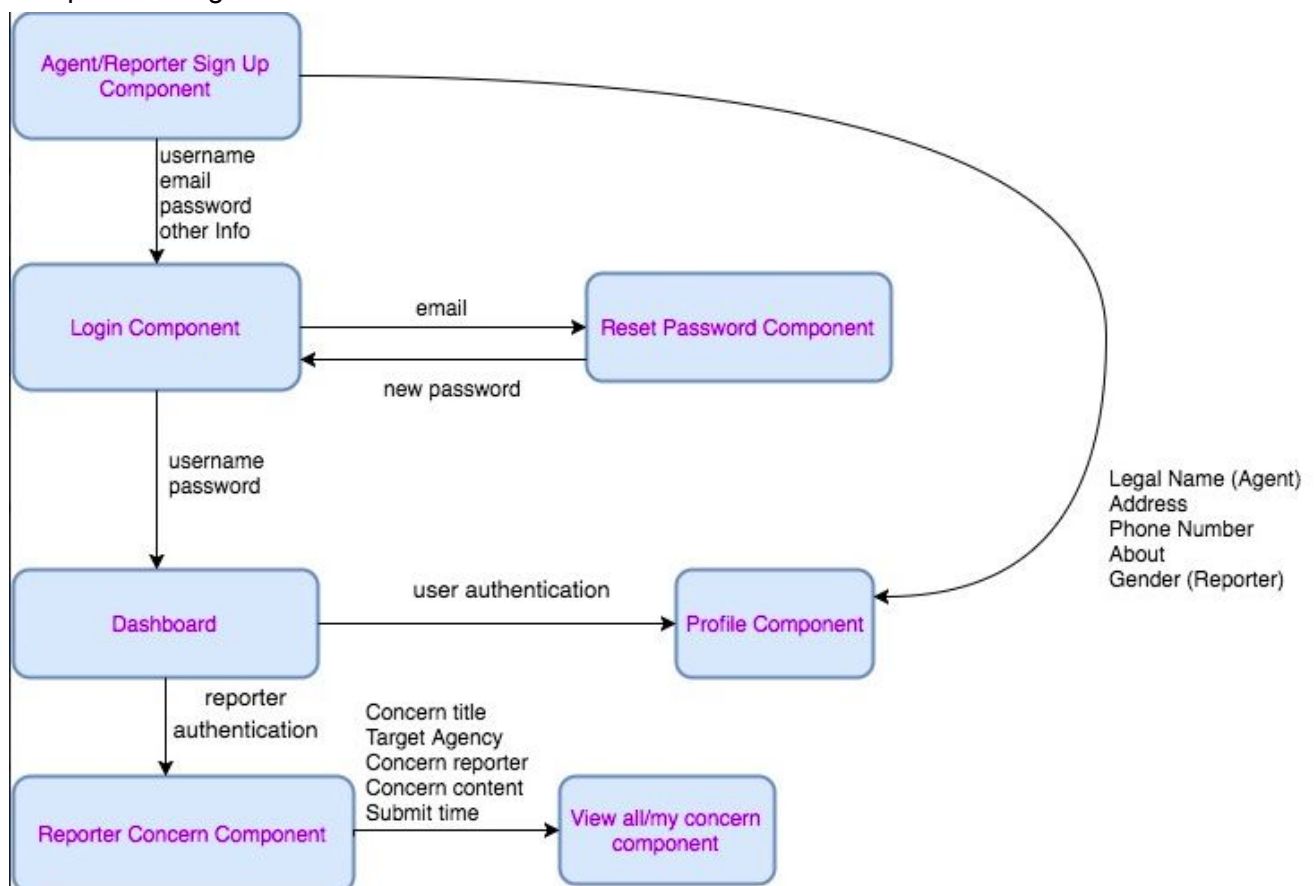 Agent/Reporter Sign Up
Component
username
email
password
other Info
Login Component
email
Reset Password Component
new password
username
password
Legal Name (Agent)
Address
Phone Number
About
Gender (Reporter)
Dashboard
user authentication
Profile Component
reporter
authentication
Concern title
Target Agency
Concern reporter
Concern content
Submit time
Reporter Concern Component
View all/my concern
component